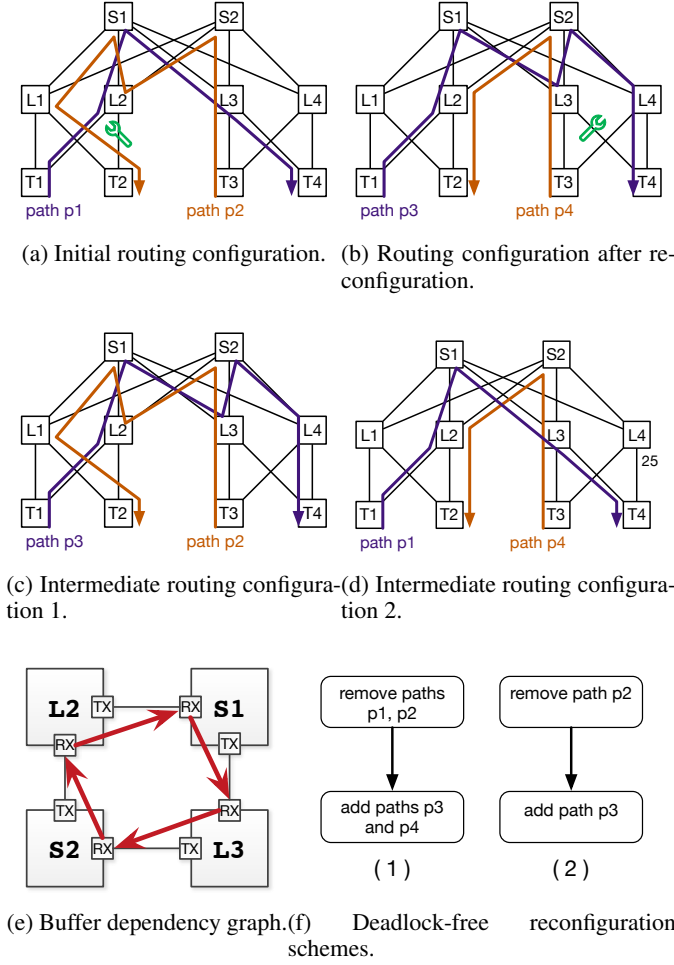 S1 S2
L1 L2 L3 L4
T1 T2 T3 T4
path p1 path p2
(a) Initial routing configuration.
S1 S2
L1 L2 L3 L4
T1 T2 T3 T4
path p3 path p4
(b) Routing configuration after re-
configuration.
S1 S2
L1 L2 L3 L4
T1 T2 T3 T4
path p3 path p2
(c) Intermediate routing configura-
tion 1.
S1 S2
L1 L2 L3 L4
25
T1 T2 T3 T4
path p1 path p4
(d) Intermediate routing configura-
tion 2.
L2 TX RX S1
RX TX
TX RX
S2 RX TX L3
(e) Buffer dependency graph.
remove paths
p1, p2
add paths p3
and p4
(1)
remove path p2
add path p3
(2)
(f) Deadlock-free reconfiguration
schemes.